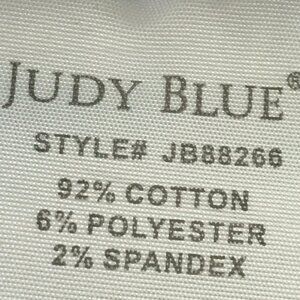 JUDY BLUE®
STYLE# JB88266
92% COTTON
6% POLYESTER
2% SPANDEX